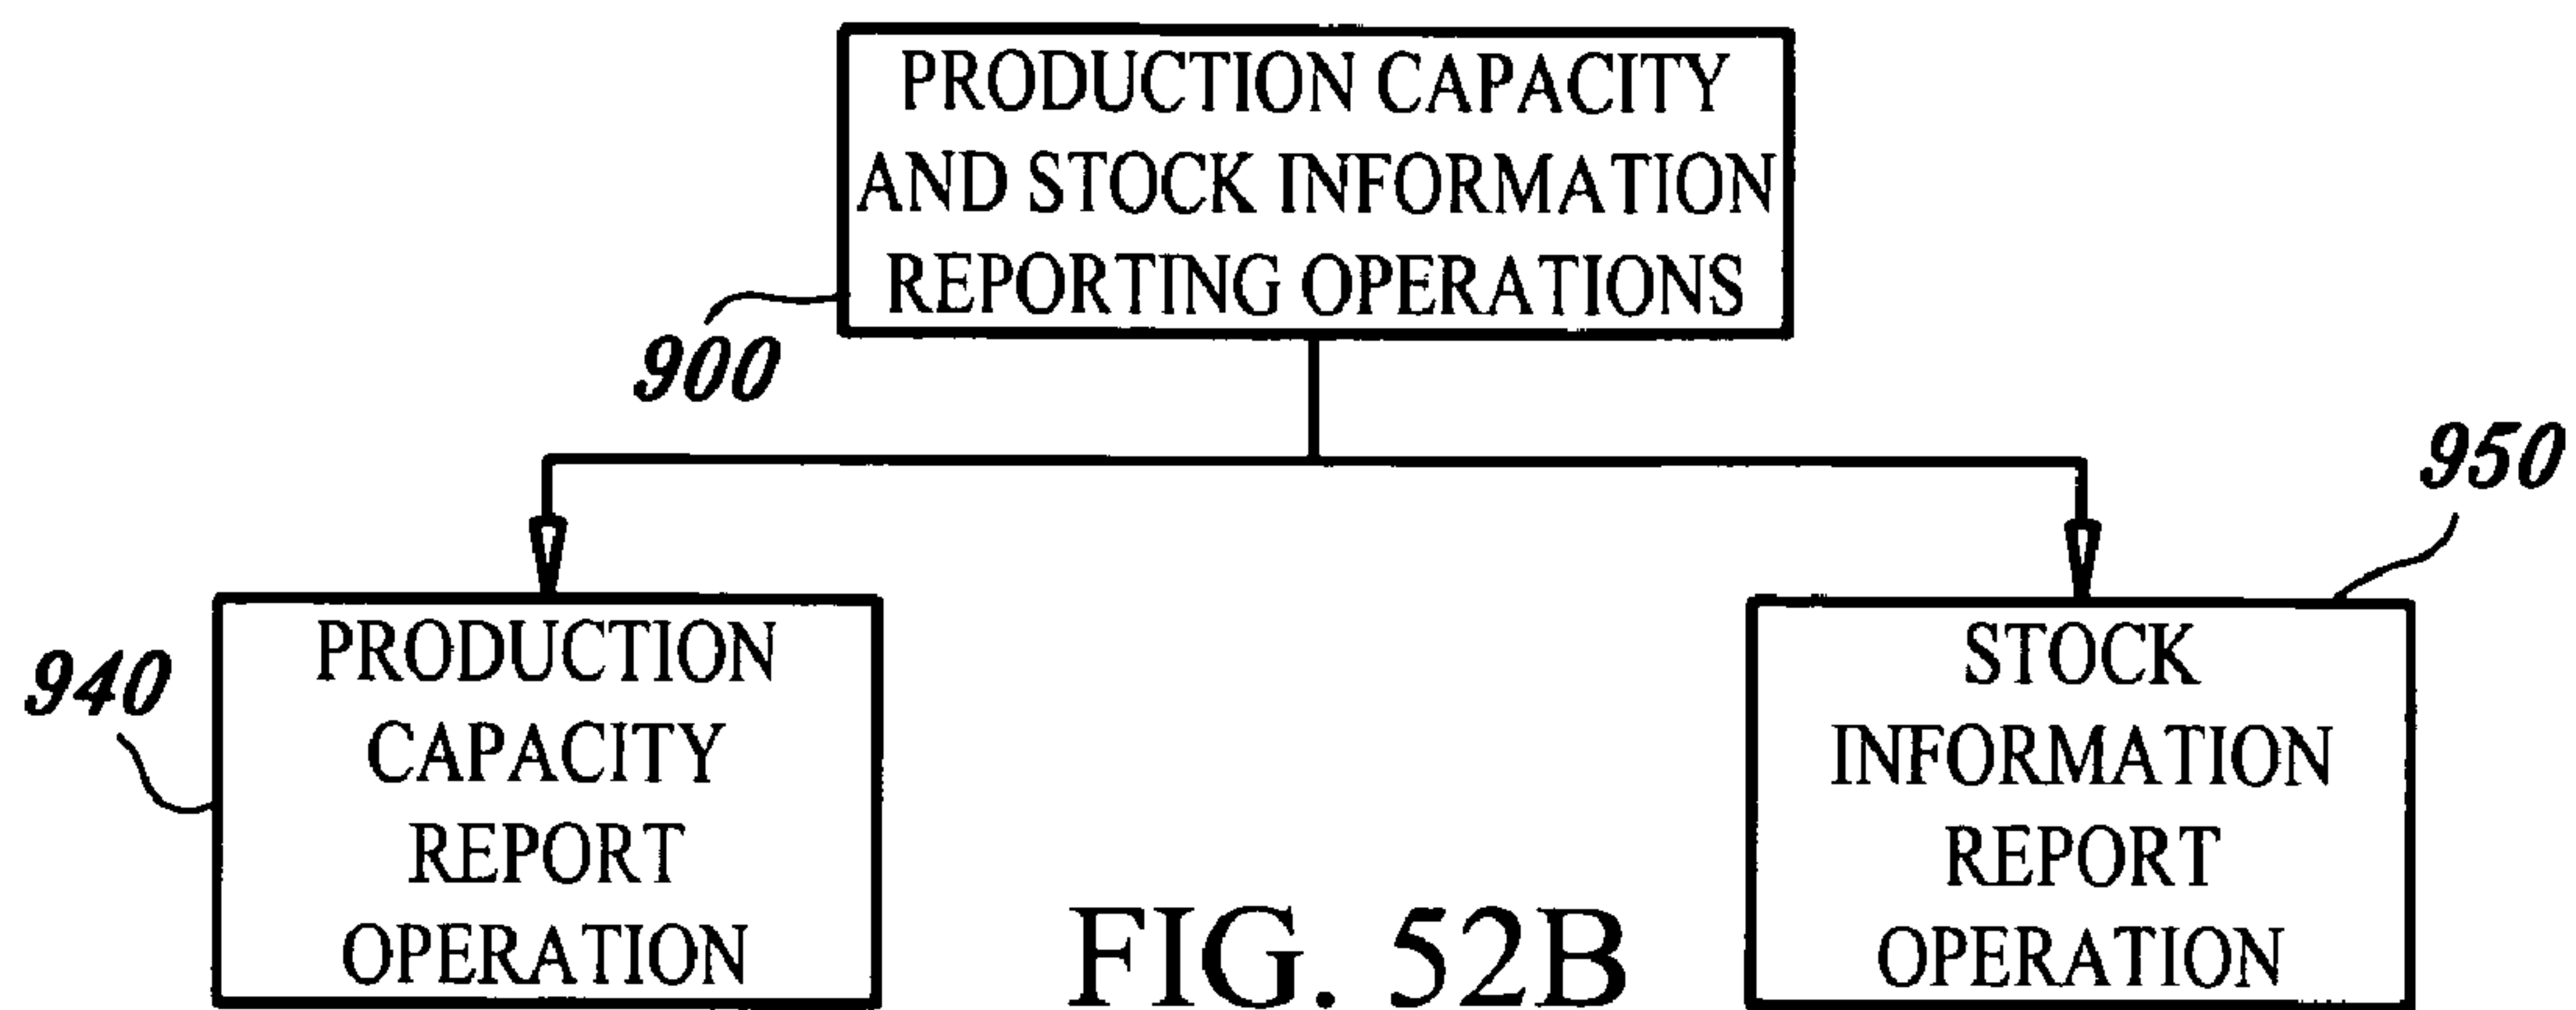 PRODUCTION CAPACITY
AND STOCK INFORMATION
REPORTING OPERATIONS
900
950
940
PRODUCTION
CAPACITY
REPORT
OPERATION
STOCK
INFORMATION
REPORT
OPERATION
FIG. 52B